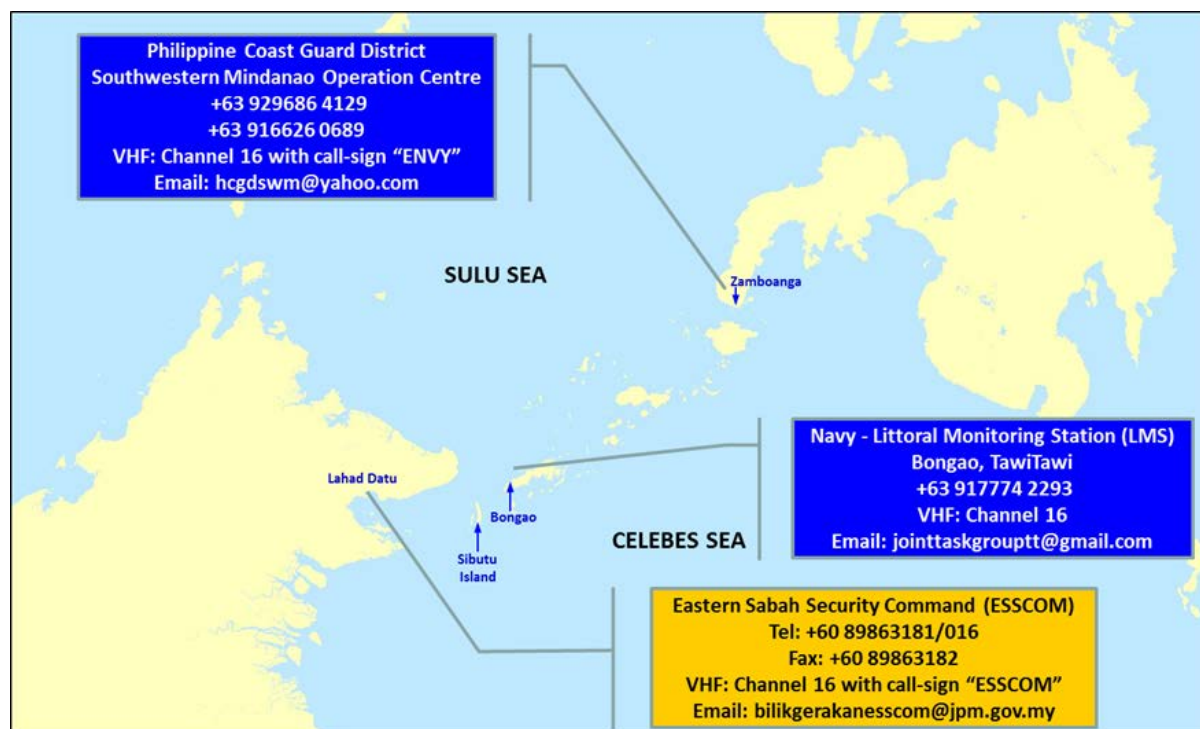 Philippine Coast Guard District
Southwestern Mindanao Operation Centre
+63 929686 4129
+63 916626 0689
VHF: Channel 16 with call-sign “ENVY”
Email: hcgdswm@yahoo.com
SULU SEA
Zamboanga
Navy - Littoral Monitoring Station (LMS)
Bongao, TawiTawi
+63 917774 2293
VHF: Channel 16
Email: jointtaskgrouptt@gmail.com
Lahad Datu
Bongao
CELEBES SEA
Sibutu
Island
Eastern Sabah Security Command (ESSCOM)
Tel: +60 89863181/016
Fax: +60 89863182
VHF: Channel 16 with call-sign “ESSCOM”
Email: bilikgerakanesscom@jpm.gov.my